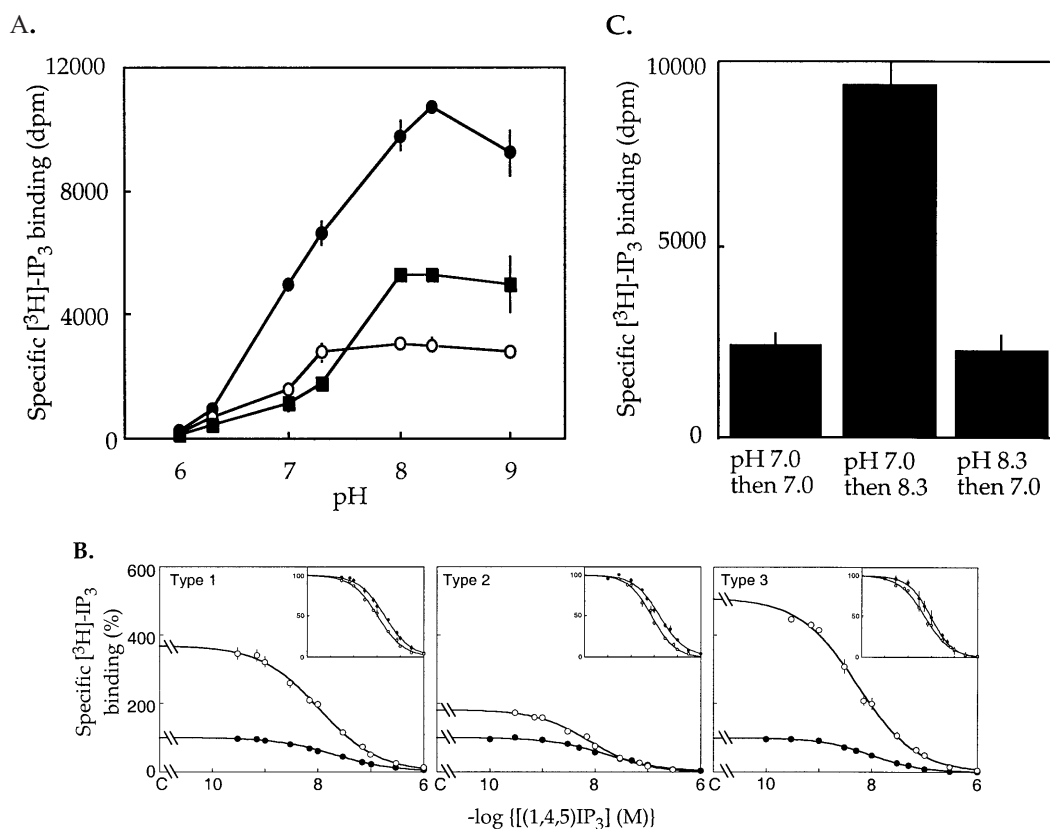 A.
12000
8000
4000
0
Specific [³H]-IP₃ binding (dpm)
6 7 8 9
pH
C.
10000
5000
0
Specific [³H]-IP₃ binding (dpm)
pH 7.0
then 7.0
pH 7.0
then 8.3
pH 8.3
then 7.0
B.
600
400
200
0
Specific [³H]-IP₃
binding (%)
Type 1
100
50
0
C 10 8 6
Type 2
100
50
0
C 10 8 6
Type 3
100
50
0
C 10 8 6
-log {[(1,4,5)IP₃] (M)}